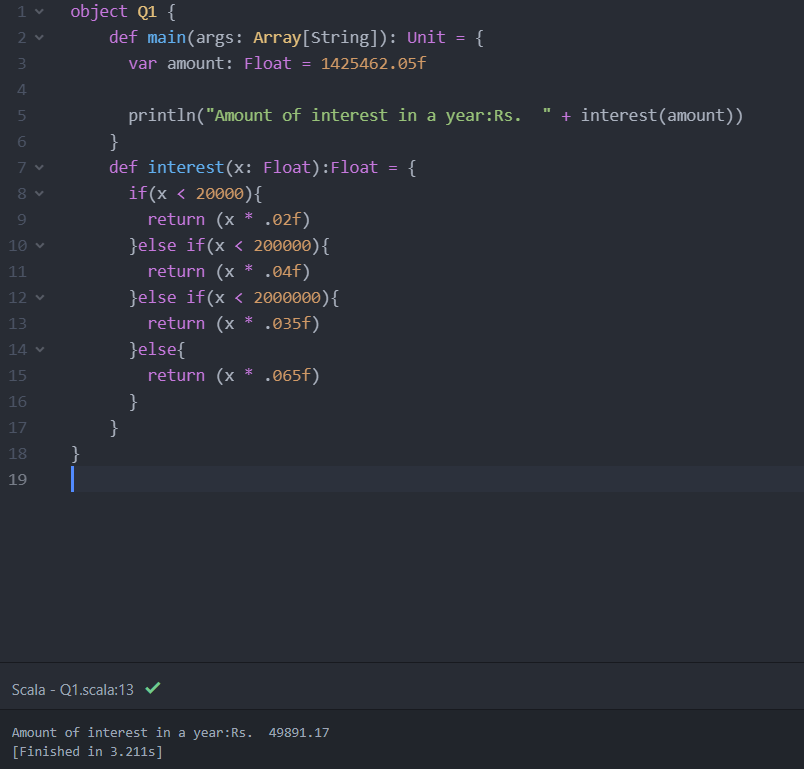 1 object Q1 {
2     def main(args: Array[String]): Unit = {
3       var amount: Float = 1425462.05f
4
5       println("Amount of interest in a year:Rs.  " + interest(amount))
6     }
7     def interest(x: Float):Float = {
8       if(x < 20000){
9         return (x * .02f)
10       }else if(x < 200000){
11         return (x * .04f)
12       }else if(x < 2000000){
13         return (x * .035f)
14       }else{
15         return (x * .065f)
16       }
17     }
18 }
19
Scala - Q1.scala:13
Amount of interest in a year:Rs.  49891.17
[Finished in 3.211s]